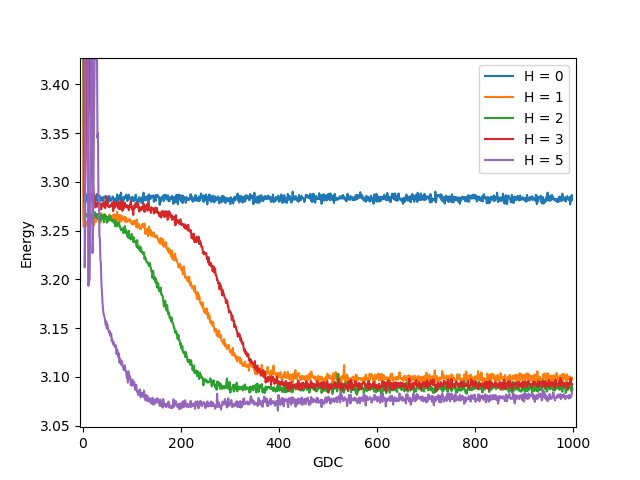 3.40
3.35
3.30
3.25
3.20
3.15
3.10
3.05
Energy
0
200
400
600
800
1000
GDC
H = 0
H = 1
H = 2
H = 3
H = 5